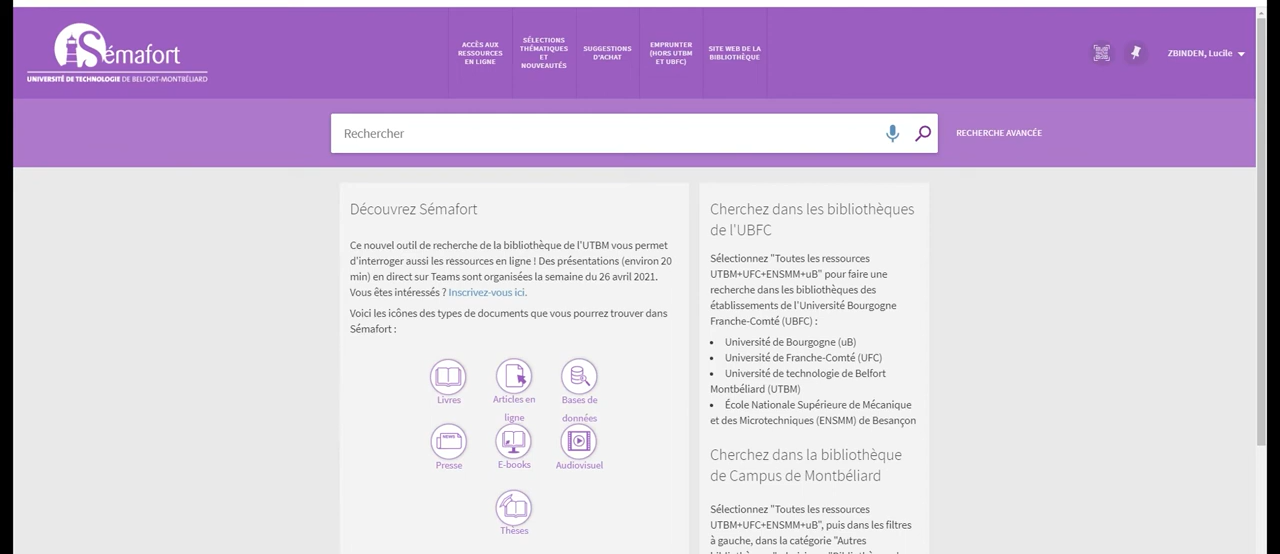 Sémafort
UNIVERSITÉ DE TECHNOLOGIE DE BELFORT-MONTBÉLIARD
ACCÈS AUX
RESSOURCES
EN LIGNE
SÉLECTIONS
THÉMATIQUES
ET
NOUVEAUTÉS
SUGGESTIONS
D'ACHAT
EMPRUNTER
(HORS UTBM
ET UBFC)
SITE WEB DE LA
BIBLIOTHÈQUE
ZBINDEN, Lucile
Rechercher
RECHERCHE AVANCÉE
Découvrez Sémafort
Ce nouvel outil de recherche de la bibliothèque de l'UTBM vous permet
d'interroger aussi les ressources en ligne ! Des présentations (environ 20
min) en direct sur Teams sont organisées la semaine du 26 avril 2021.
Vous êtes intéressés ? Inscrivez-vous ici.
Voici les icônes des types de documents que vous pourrez trouver dans
Sémafort :
Livres
Articles en
ligne
Bases de
données
NEWS
Presse
E-books
Audiovisuel
Thèses
Cherchez dans les bibliothèques
de l'UBFC
Sélectionnez "Toutes les ressources
UTBM+UFC+ENSMM+uB" pour faire une
recherche dans les bibliothèques des
établissements de l'Université Bourgogne
Franche-Comté (UBFC) :
• Université de Bourgogne (uB)
• Université de Franche-Comté (UFC)
• Université de technologie de Belfort
Montbéliard (UTBM)
• École Nationale Supérieure de Mécanique
et des Microtechniques (ENSMM) de Besançon
Cherchez dans la bibliothèque
de Campus de Montbéliard
Sélectionnez "Toutes les ressources
UTBM+UFC+ENSMM+uB", puis dans les filtres
à gauche, dans la catégorie "Autres